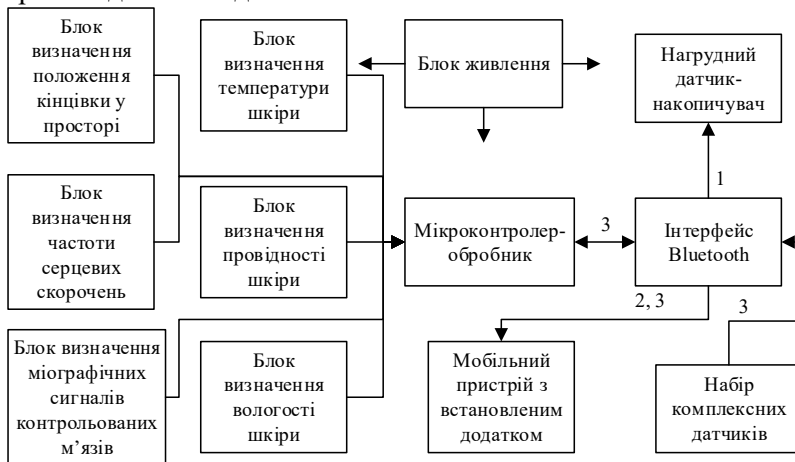 Блок
визначення
положення
кінцівки у
просторі
Блок
визначення
температури
шкіри
Блок живлення
Нагрудний
датчик-
накопичувач
1
Блок
визначення
частоти
серцевих
скорочень
Блок
визначення
провідності
шкіри
Мікроконтролер-
обробник
3
Інтерфейс
Bluetooth
2, 3
3
Блок визначення
міографічних
сигналів
контрольованих
м’язів
Блок
визначення
вологості
шкіри
Мобільний
пристрій з
встановленим
додатком
Набір
комплексних
датчиків